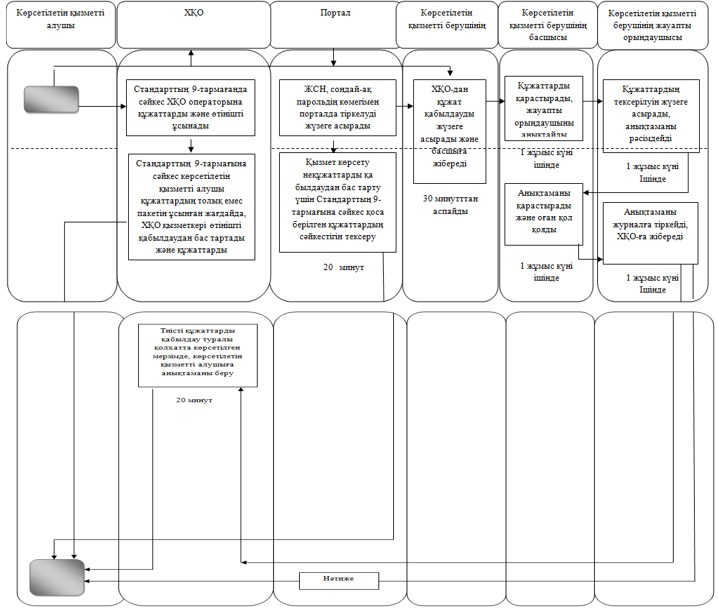 Көрсетілетін қызметті
алушы
ХҚО
Портал
Көрсетілетін
қызметті берушінің
Көрсетілетін
қызметті берушінің
басшысы
Көрсетілетін қызметті
берушінің жауапты
орындаушысы
Стандарттың 9-тармағанда
сәйкес ХҚО операторына
құжаттарды және өтінішті
ұсынады
ЖСН, сондай-ақ
парольдің көмегімен
порталда тіркелуді
жүзеге асырады
ХҚО-дан
құжат
қабылдауды
жүзеге
асырады және
басшыға
жібереді
30 минуттан
аспайды
Құжаттарды
қарастырады,
жауапты
орындаушыны
анықтайды
1 жұмыс күні
ішінде
Құжаттардың
тексерілуін жүзеге
асырады,
анықтаманы
рәсімдейді
1 жұмыс күні
Ішінде
Стандарттың 9-тармағына
сәйкес көрсетілетін
қызметті алушы
құжаттардың толық емес
пакетін ұсынған жағдайда,
ХҚО қызметкері өтінішті
қабылдаудан бас тартады
және құжаттарды
Қызмет көрсету
неқұжаттарды қа
былдаудан бас тарту
үшін Стандарттың 9-
тармағына сәйкес қоса
берілген құжаттардың
сәйкестігін тексеру
20 минут
Анықтаманы
қарастырады
және оған қол
қояды
1 жұмыс күні
ішінде
Анықтаманы
журналға тіркейді,
ХҚО-ға жібереді
1 жұмыс күні
Ішінде
Тиісті құжаттарды
қабылдау туралы
қолхатта көрсетілген
мерзімде, көрсетілетін
қызметті алушыға
анықтаманы беру
20 минут
Нәтиже